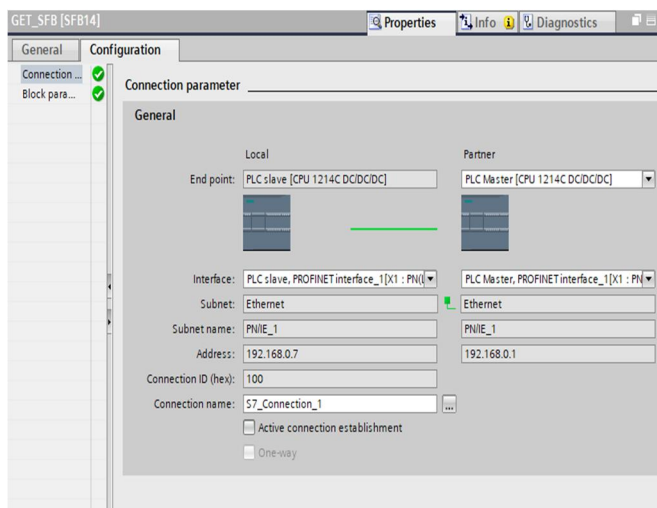 GET_SFB [SFB14]
Properties Info Diagnostics
General Configuration
Connection ...
Block para...
Connection parameter
General
Local Partner
End point: PLC slave [CPU 1214C DC/DC/DC] PLC Master [CPU 1214C DC/DC/DC]
Interface: PLC slave, PROFINET interface_1[X1 : PN(L PLC Master, PROFINET interface_1[X1 : PN
Subnet: Ethernet Ethernet
Subnet name: PN/IE_1 PN/IE_1
Address: 192.168.0.7 192.168.0.1
Connection ID (hex): 100
Connection name: S7_Connection_1 ...
Active connection establishment
One-way